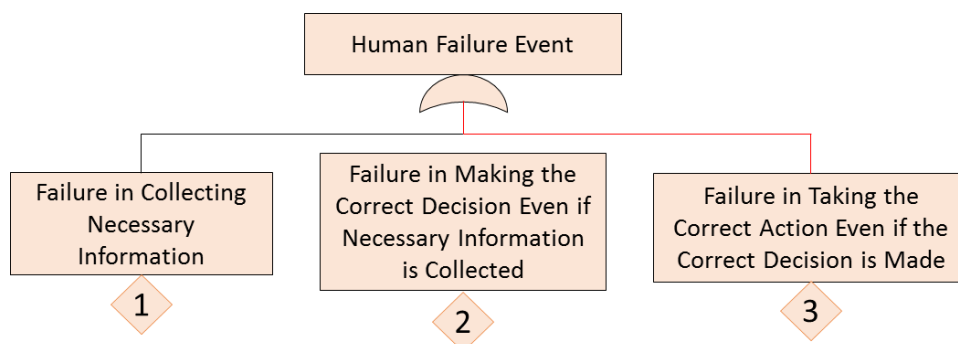 Human Failure Event
Failure in Collecting
Necessary
Information
1
Failure in Making the
Correct Decision Even if
Necessary Information
is Collected
2
Failure in Taking the
Correct Action Even if the
Correct Decision is Made
3